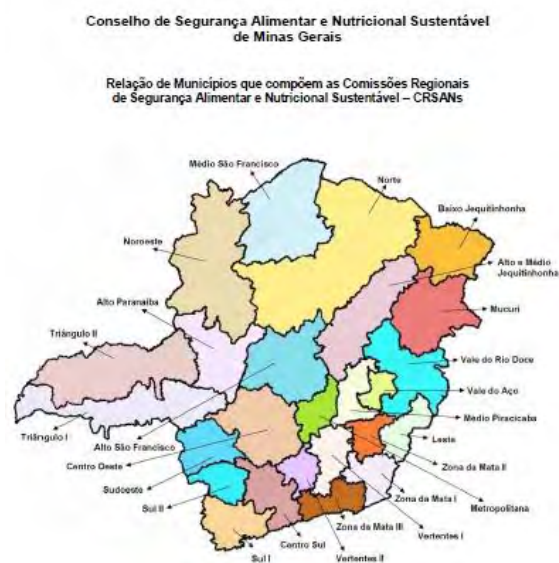 Conselho de Segurança Alimentar e Nutricional Sustentável
de Minas Gerais
Relação de Municípios que compõem as Comissões Regionais
de Segurança Alimentar e Nutricional Sustentável – CRSANs
Médio São Francisco
Norte
Baixo Jequitinhonha
Noroeste
Alto e Médio
Jequitinhonha
Alto Paranaiba
Mucuri
Triângulo II
Vale do Rio Doce
Vale do Aço
Médio Piracicaba
Triângulo I
Alto São Francisco
Leste
Centro Oeste
Zona da Mata II
Sudoeste
Metropolitana
Sul II
Zona da Mata I
Zona da Mata III
Vertentes I
Centro Sul
Sul I
Vertentes II